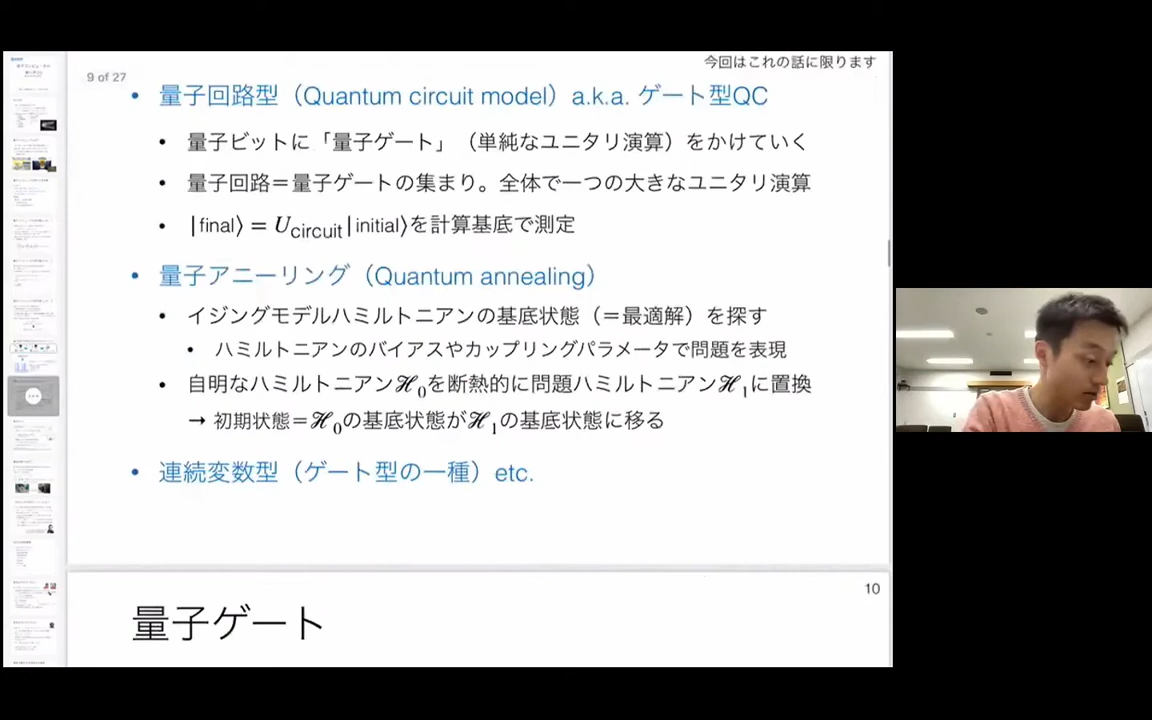 今回はこれの話に限ります
9 of 27
• 量子回路型（Quantum circuit model）a.k.a. ゲート型QC
• 量子ビットに「量子ゲート」（単純なユニタリ演算）をかけていく
• 量子回路＝量子ゲートの集まり。全体で一つの大きなユニタリ演算
• |final⟩ = U_circuit|initial⟩を計算基底で測定
• 量子アニーリング（Quantum annealing）
• イジングモデルハミルトニアンの基底状態（＝最適解）を探す
• ハミルトニアンのバイアスやカップリングパラメータで問題を表現
• 自明なハミルトニアンℋ₀を断熱的に問題ハミルトニアンℋ₁に置換
→ 初期状態＝ℋ₀の基底状態がℋ₁の基底状態に移る
• 連続変数型（ゲート型の一種）etc.
10
量子ゲート